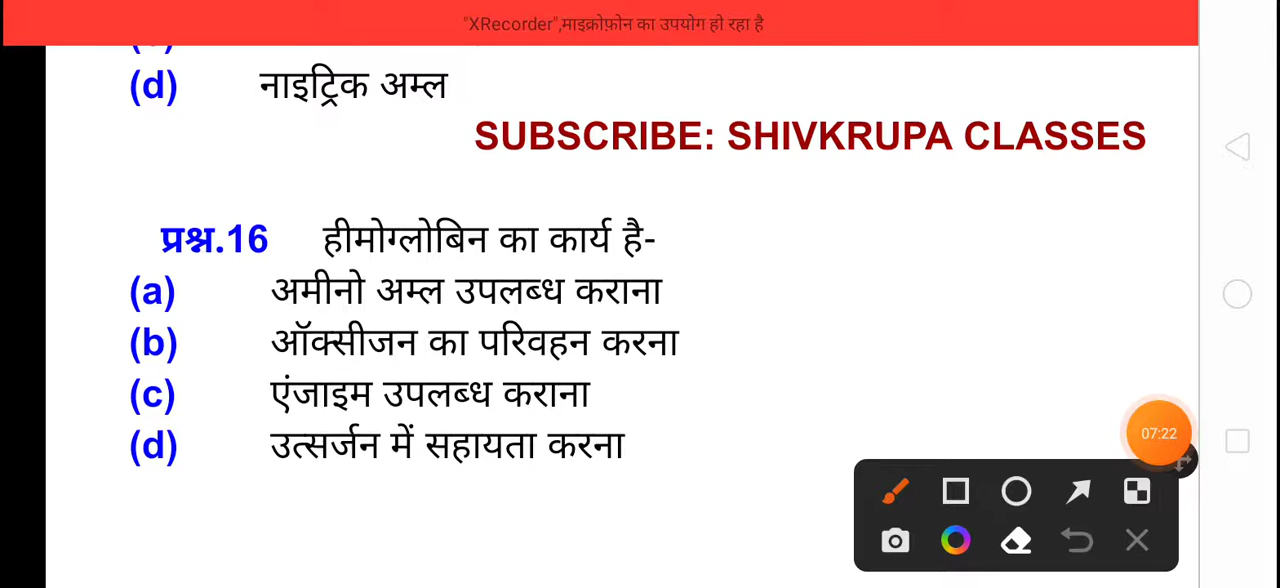 "XRecorder",माइक्रोफ़ोन का उपयोग हो रहा है
(d) नाइट्रिक अम्ल
SUBSCRIBE: SHIVKRUPA CLASSES
प्रश्न.16 हीमोग्लोबिन का कार्य है-
(a) अमीनो अम्ल उपलब्ध कराना
(b) ऑक्सीजन का परिवहन करना
(c) एंजाइम उपलब्ध कराना
(d) उत्सर्जन में सहायता करना
07:22